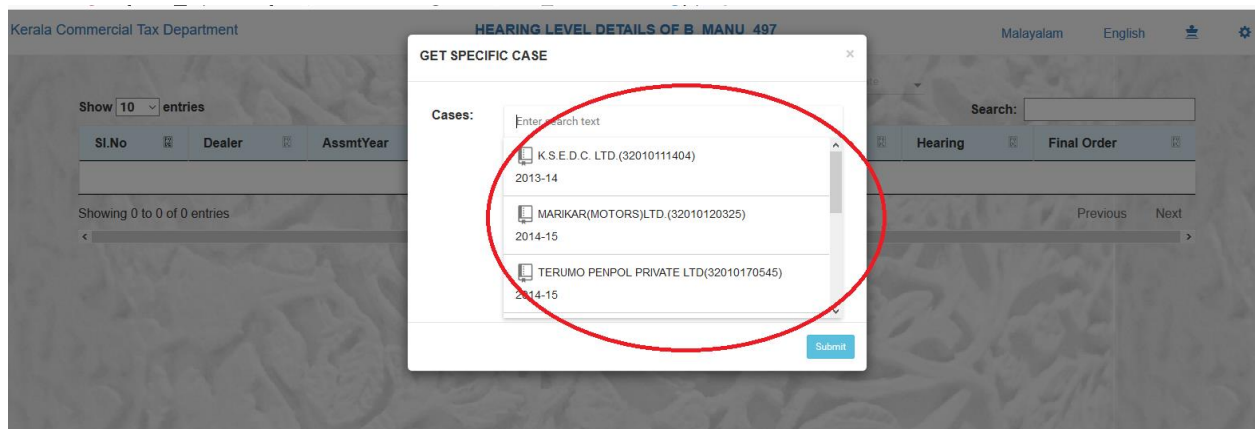 Kerala Commercial Tax Department HEARING LEVEL DETAILS OF B MANU 497 Malayalam English
GET SPECIFIC CASE ×
Show 10 entries Search:
Cases: Enter search text
Sl.No Dealer AssmtYear Hearing Final Order
K.S.E.D.C. LTD.(32010111404)
2013-14
Showing 0 to 0 of 0 entries Previous Next
MARIKAR(MOTORS)LTD.(32010120325)
2014-15
TERUMO PENPOL PRIVATE LTD(32010170545)
2014-15
Submit